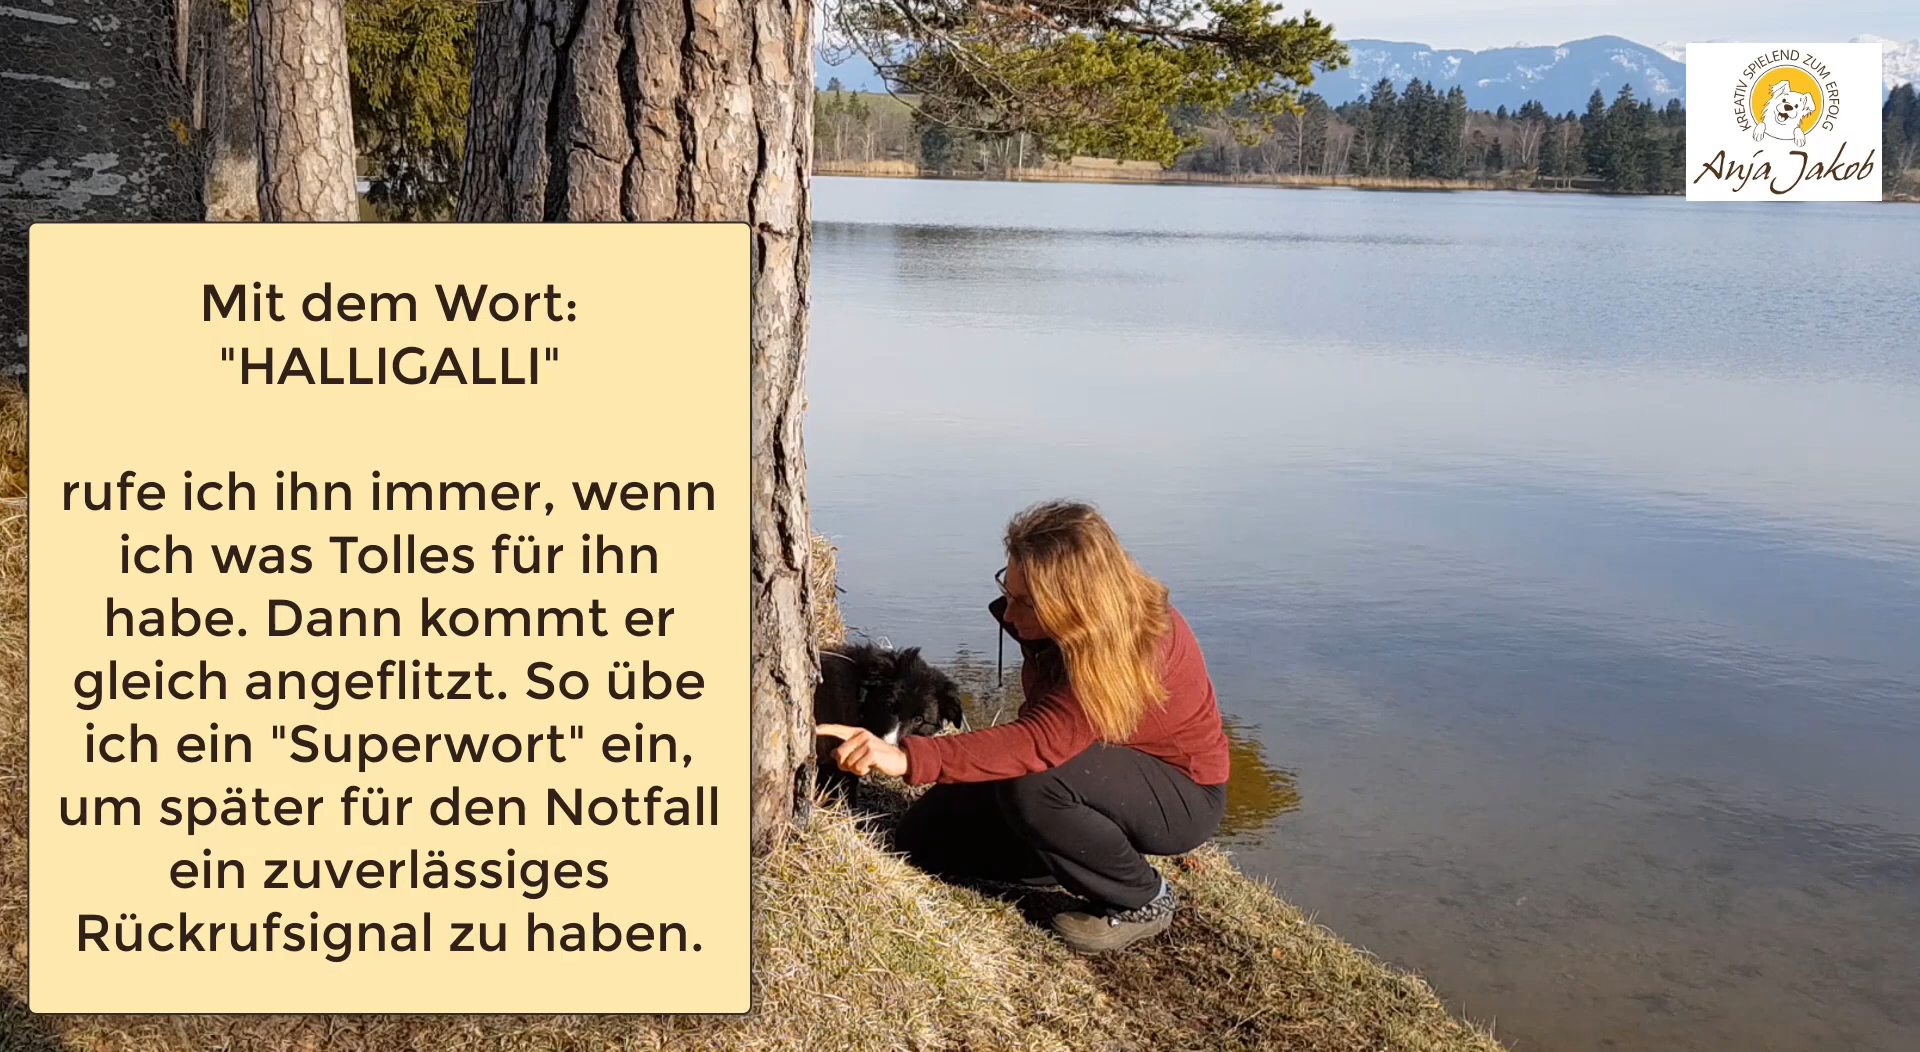 Mit dem Wort:
"HALLIGALLI"
rufe ich ihn immer, wenn
ich was Tolles für ihn
habe. Dann kommt er
gleich angeflitzt. So übe
ich ein "Superwort" ein,
um später für den Notfall
ein zuverlässiges
Rückrufsignal zu haben.
KREATIV SPIELEND ZUM ERFOLG
Anja Jakob